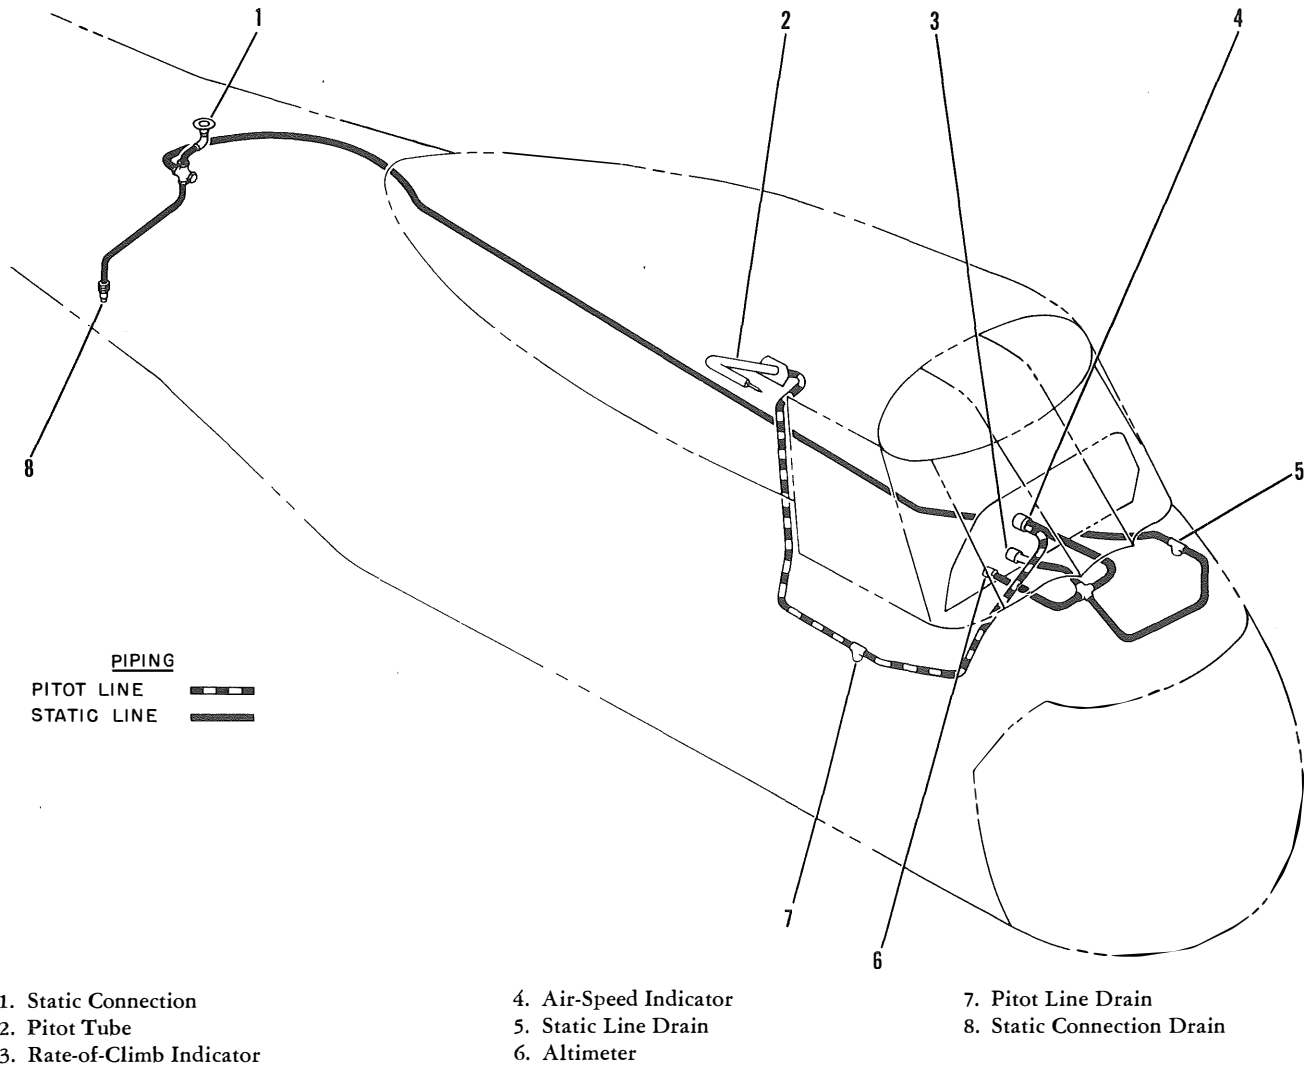 1
2
3
4
5
8
PIPING
PITOT LINE
STATIC LINE
7
6
1. Static Connection
2. Pitot Tube
3. Rate-of-Climb Indicator
4. Air-Speed Indicator
5. Static Line Drain
6. Altimeter
7. Pitot Line Drain
8. Static Connection Drain